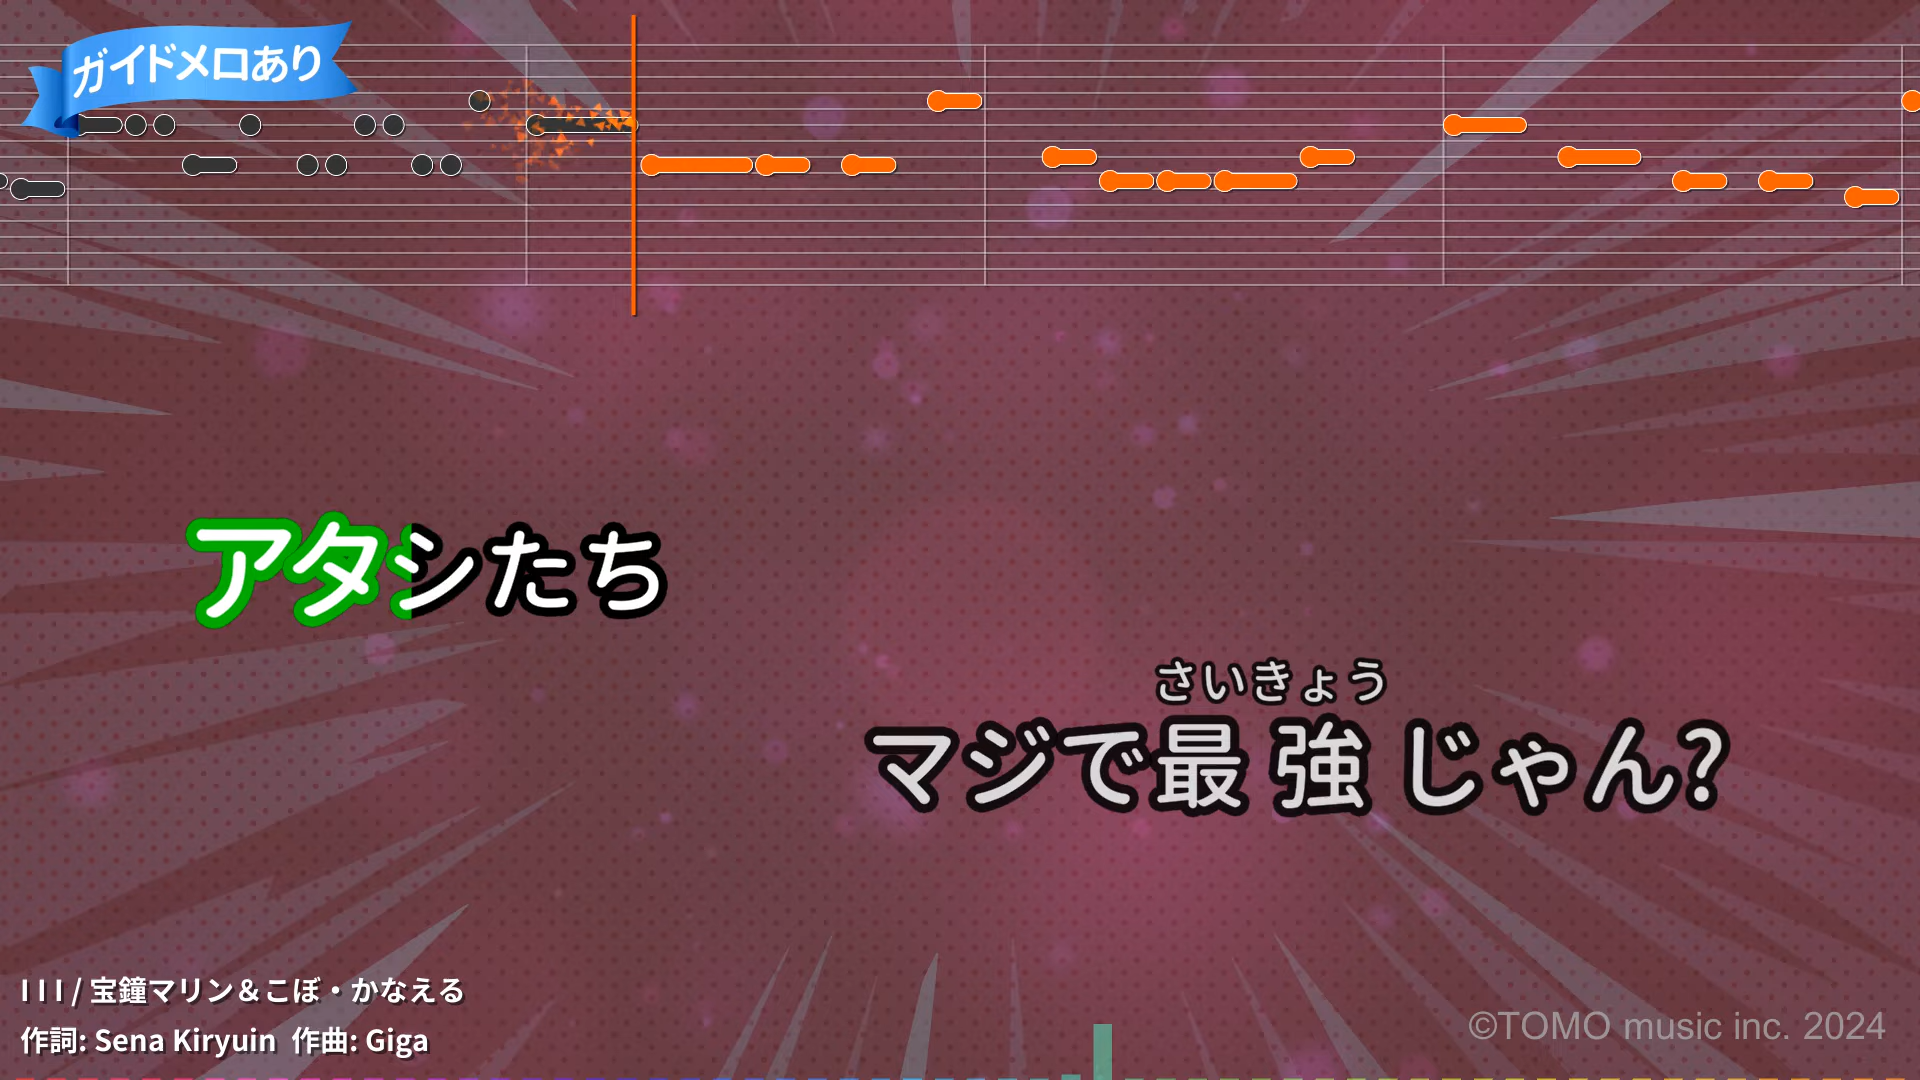 ガイドメロあり
アタシたち
さいきょう
マジで最強じゃん?
I I I / 宝鐘マリン＆こぼ・かなえる
作詞: Sena Kiryuin 作曲: Giga
©TOMO music inc. 2024